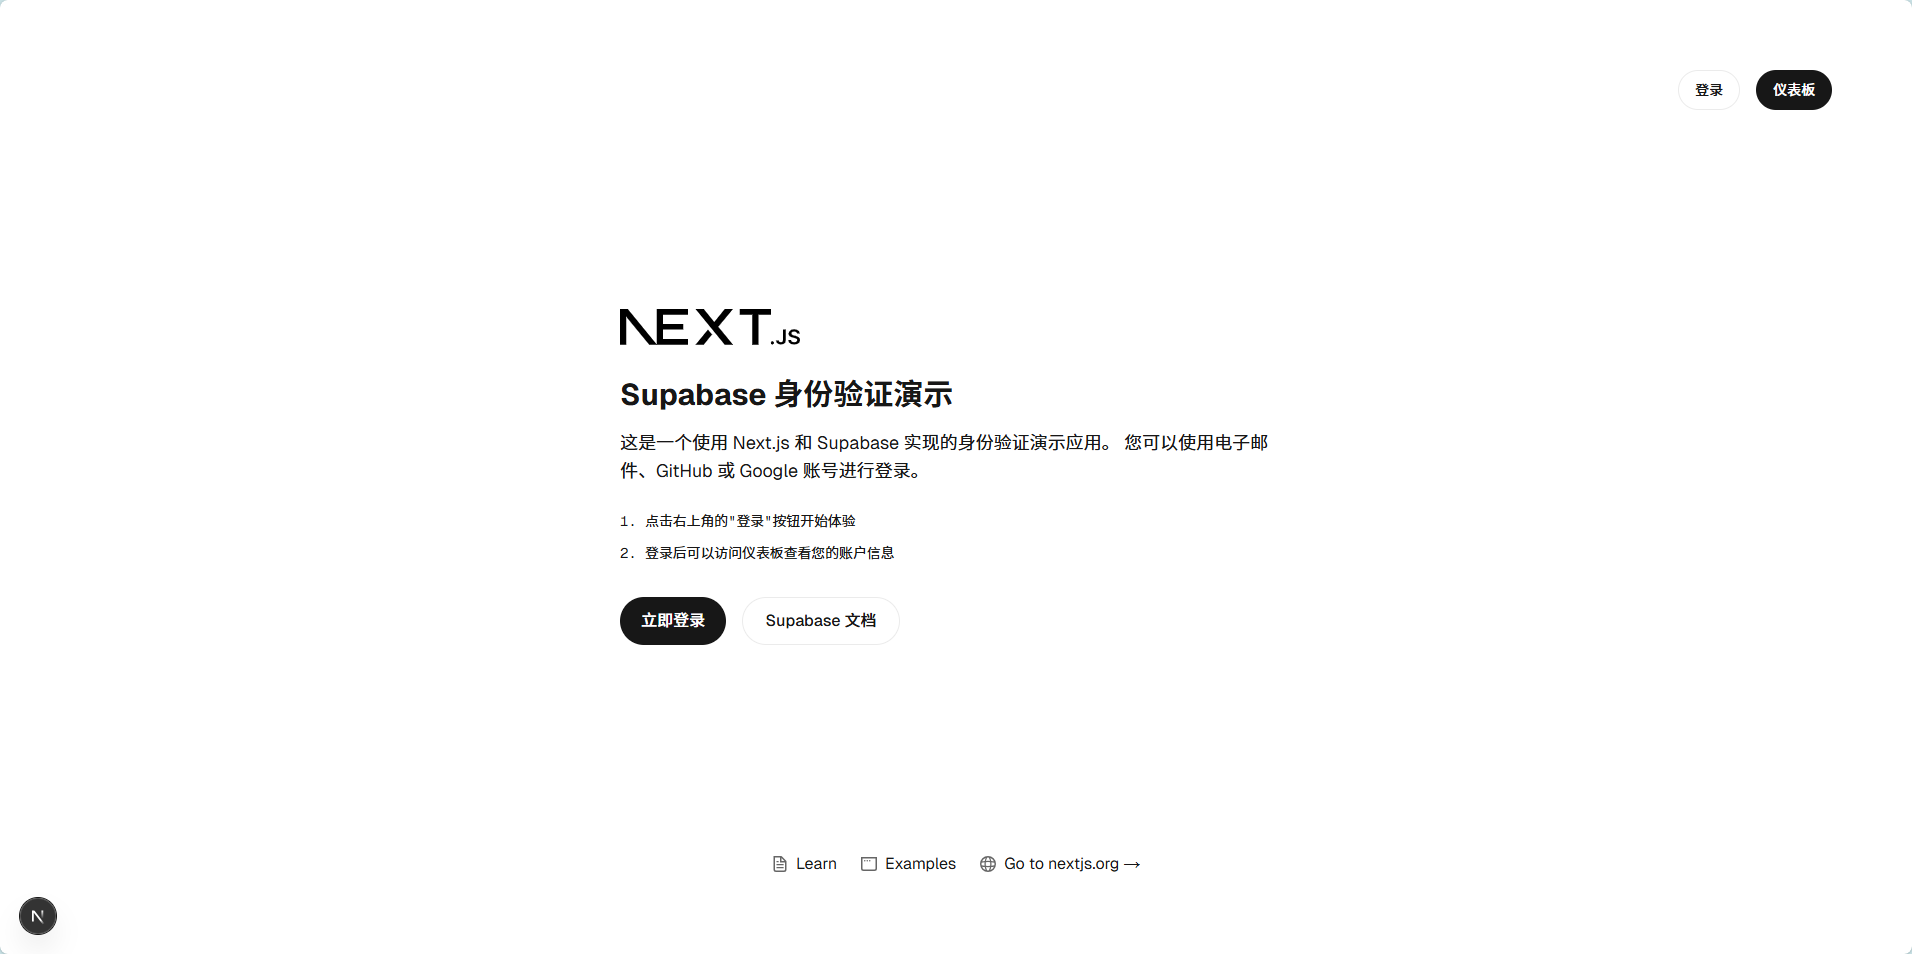 登录
仪表板
NEXT.JS
Supabase 身份验证演示
这是一个使用 Next.js 和 Supabase 实现的身份验证演示应用。 您可以使用电子邮
件、GitHub 或 Google 账号进行登录。
1. 点击右上角的"登录"按钮开始体验
2. 登录后可以访问仪表板查看您的账户信息
立即登录
Supabase 文档
Learn
Examples
Go to nextjs.org →
N